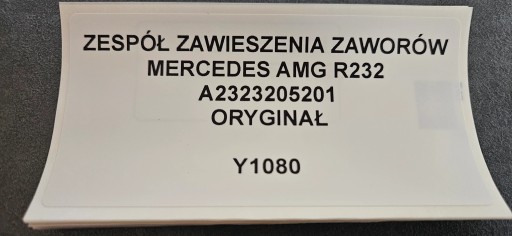 ZESPÓŁ ZAWIESZENIA ZAWORÓW
MERCEDES AMG R232
A2323205201
ORYGINAŁ
Y1080